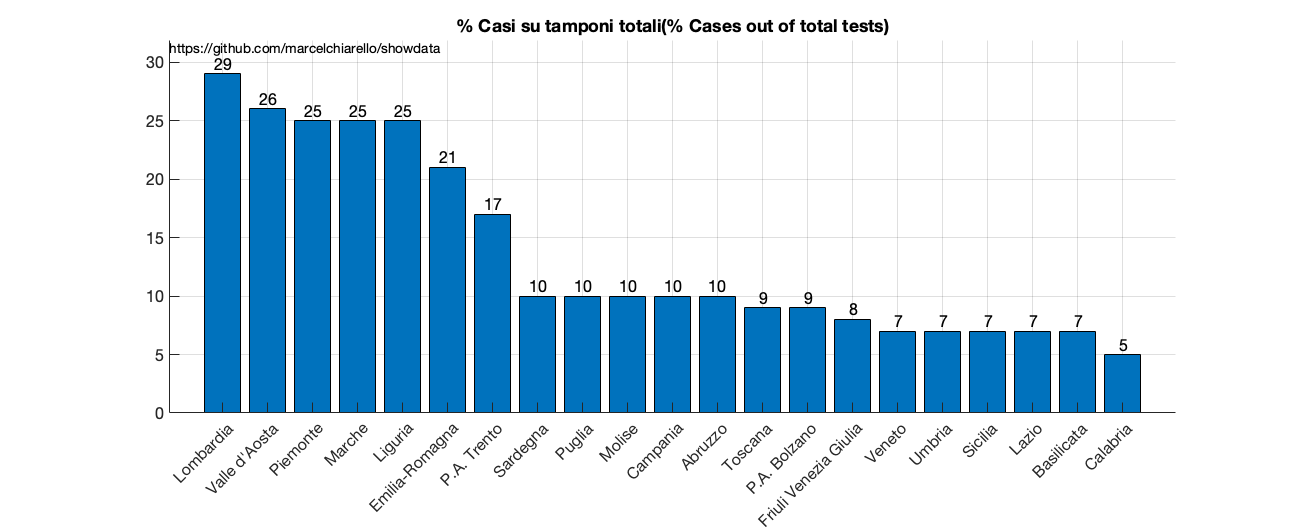 % Casi su tamponi totali(% Cases out of total tests)
https://github.com/marcelchiarello/showdata
30
25
20
15
10
5
0
29
26
25
25
25
21
17
10
10
10
10
10
9
9
8
7
7
7
7
7
5
Lombardia
Valle d'Aosta
Piemonte
Marche
Liguria
Emilia-Romagna
P.A. Trento
Sardegna
Puglia
Molise
Campania
Abruzzo
Toscana
P.A. Bolzano
Friuli Venezia Giulia
Veneto
Umbria
Sicilia
Lazio
Basilicata
Calabria